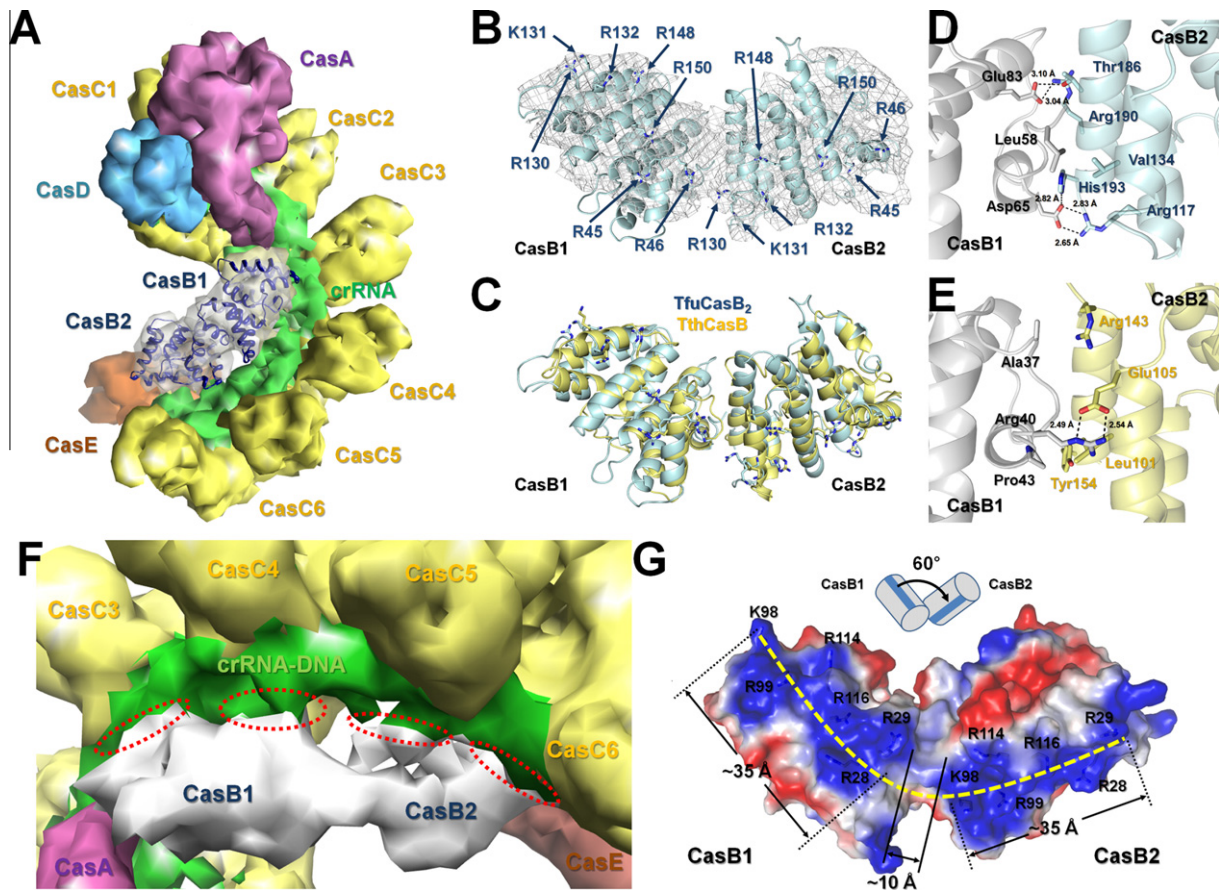 A
CasA
CasC1
CasC2
CasC3
CasD
CasB1
CasB2
crRNA
CasC4
CasE
CasC5
CasC6
B
K131
R132
R148
R150
R148
R150
R46
R130
R45
R46
R130
K131
R132
R45
CasB1
CasB2
C
TfuCasB2
TthCasB
CasB1
CasB2
D
CasB2
Glu83
3.10 Å
Thr186
3.04 Å
Arg190
Leu58
Val134
His193
Asp65
2.82 Å
2.83 Å
Arg117
2.65 Å
CasB1
E
CasB2
Arg143
Ala37
Glu105
Arg40
2.49 Å
2.54 Å
Leu101
Pro43
Tyr154
CasB1
F
CasC4
CasC5
CasC3
crRNA-DNA
CasC6
CasB1
CasB2
CasA
CasE
G
60°
CasB1
CasB2
K98
R114
R99
R116
R29
R114
R116
R29
R28
K98
R99
R28
~35 Å
~35 Å
~10 Å
CasB1
CasB2